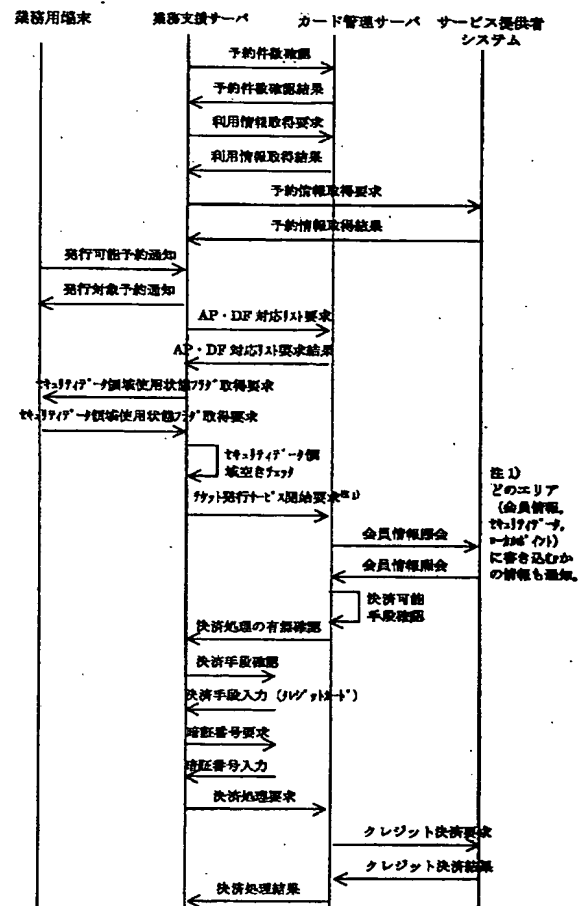 業務用端末
業務支援サーバ
カード管理サーバ
サービス提供者
システム
予約件数確認
予約件数確認結果
利用情報取得要求
利用情報取得結果
予約情報取得要求
予約情報取得結果
発行可能予約通知
発行対象予約通知
AP・DF対応リスト要求
AP・DF対応リスト要求結果
セキュリティデータ領域使用状態フラグ取得要求
セキュリティデータ領域使用状態フラグ取得要求
セキュリティデータ領
域空きチェック
チケット発行サービス開始要求注1)
注1)
どのエリア
(会員情報,
セキュリティデータ,
トータルポイント)
に書き込むか
の情報も通知。
会員情報照会
会員情報照会
決済可能
手段確認
決済処理の有無確認
決済手段確認
決済手段入力(クレジットカード)
暗証番号要求
暗証番号入力
決済処理要求
クレジット決済要求
クレジット決済結果
決済処理結果